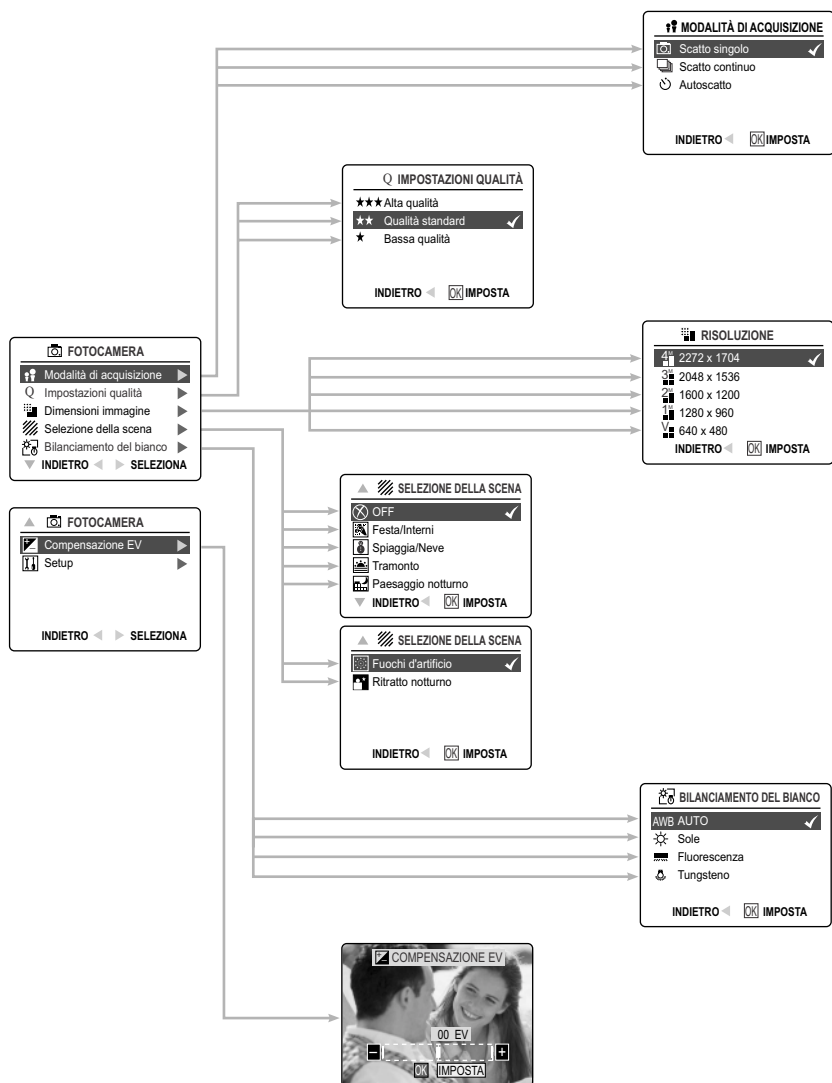 MODALITÀ DI ACQUISIZIONE
Scatto singolo
Scatto continuo
Autoscatto
INDIETRO OK IMPOSTA
Q IMPOSTAZIONI QUALITÀ
Alta qualità
Qualità standard
Bassa qualità
INDIETRO OK IMPOSTA
FOTOCAMERA
Modalità di acquisizione
Q Impostazioni qualità
Dimensioni immagine
Selezione della scena
Bilanciamento del bianco
INDIETRO SELEZIONA
RISOLUZIONE
4M 2272 x 1704
3M 2048 x 1536
2M 1600 x 1200
1M 1280 x 960
V 640 x 480
INDIETRO OK IMPOSTA
FOTOCAMERA
Compensazione EV
Setup
INDIETRO SELEZIONA
SELEZIONE DELLA SCENA
OFF
Festa/Interni
Spiaggia/Neve
Tramonto
Paesaggio notturno
INDIETRO OK IMPOSTA
SELEZIONE DELLA SCENA
Fuochi d'artificio
Ritratto notturno
INDIETRO OK IMPOSTA
BILANCIAMENTO DEL BIANCO
AWB AUTO
Sole
Fluorescenza
Tungsteno
INDIETRO OK IMPOSTA
COMPENSAZIONE EV
00 EV
OK IMPOSTA